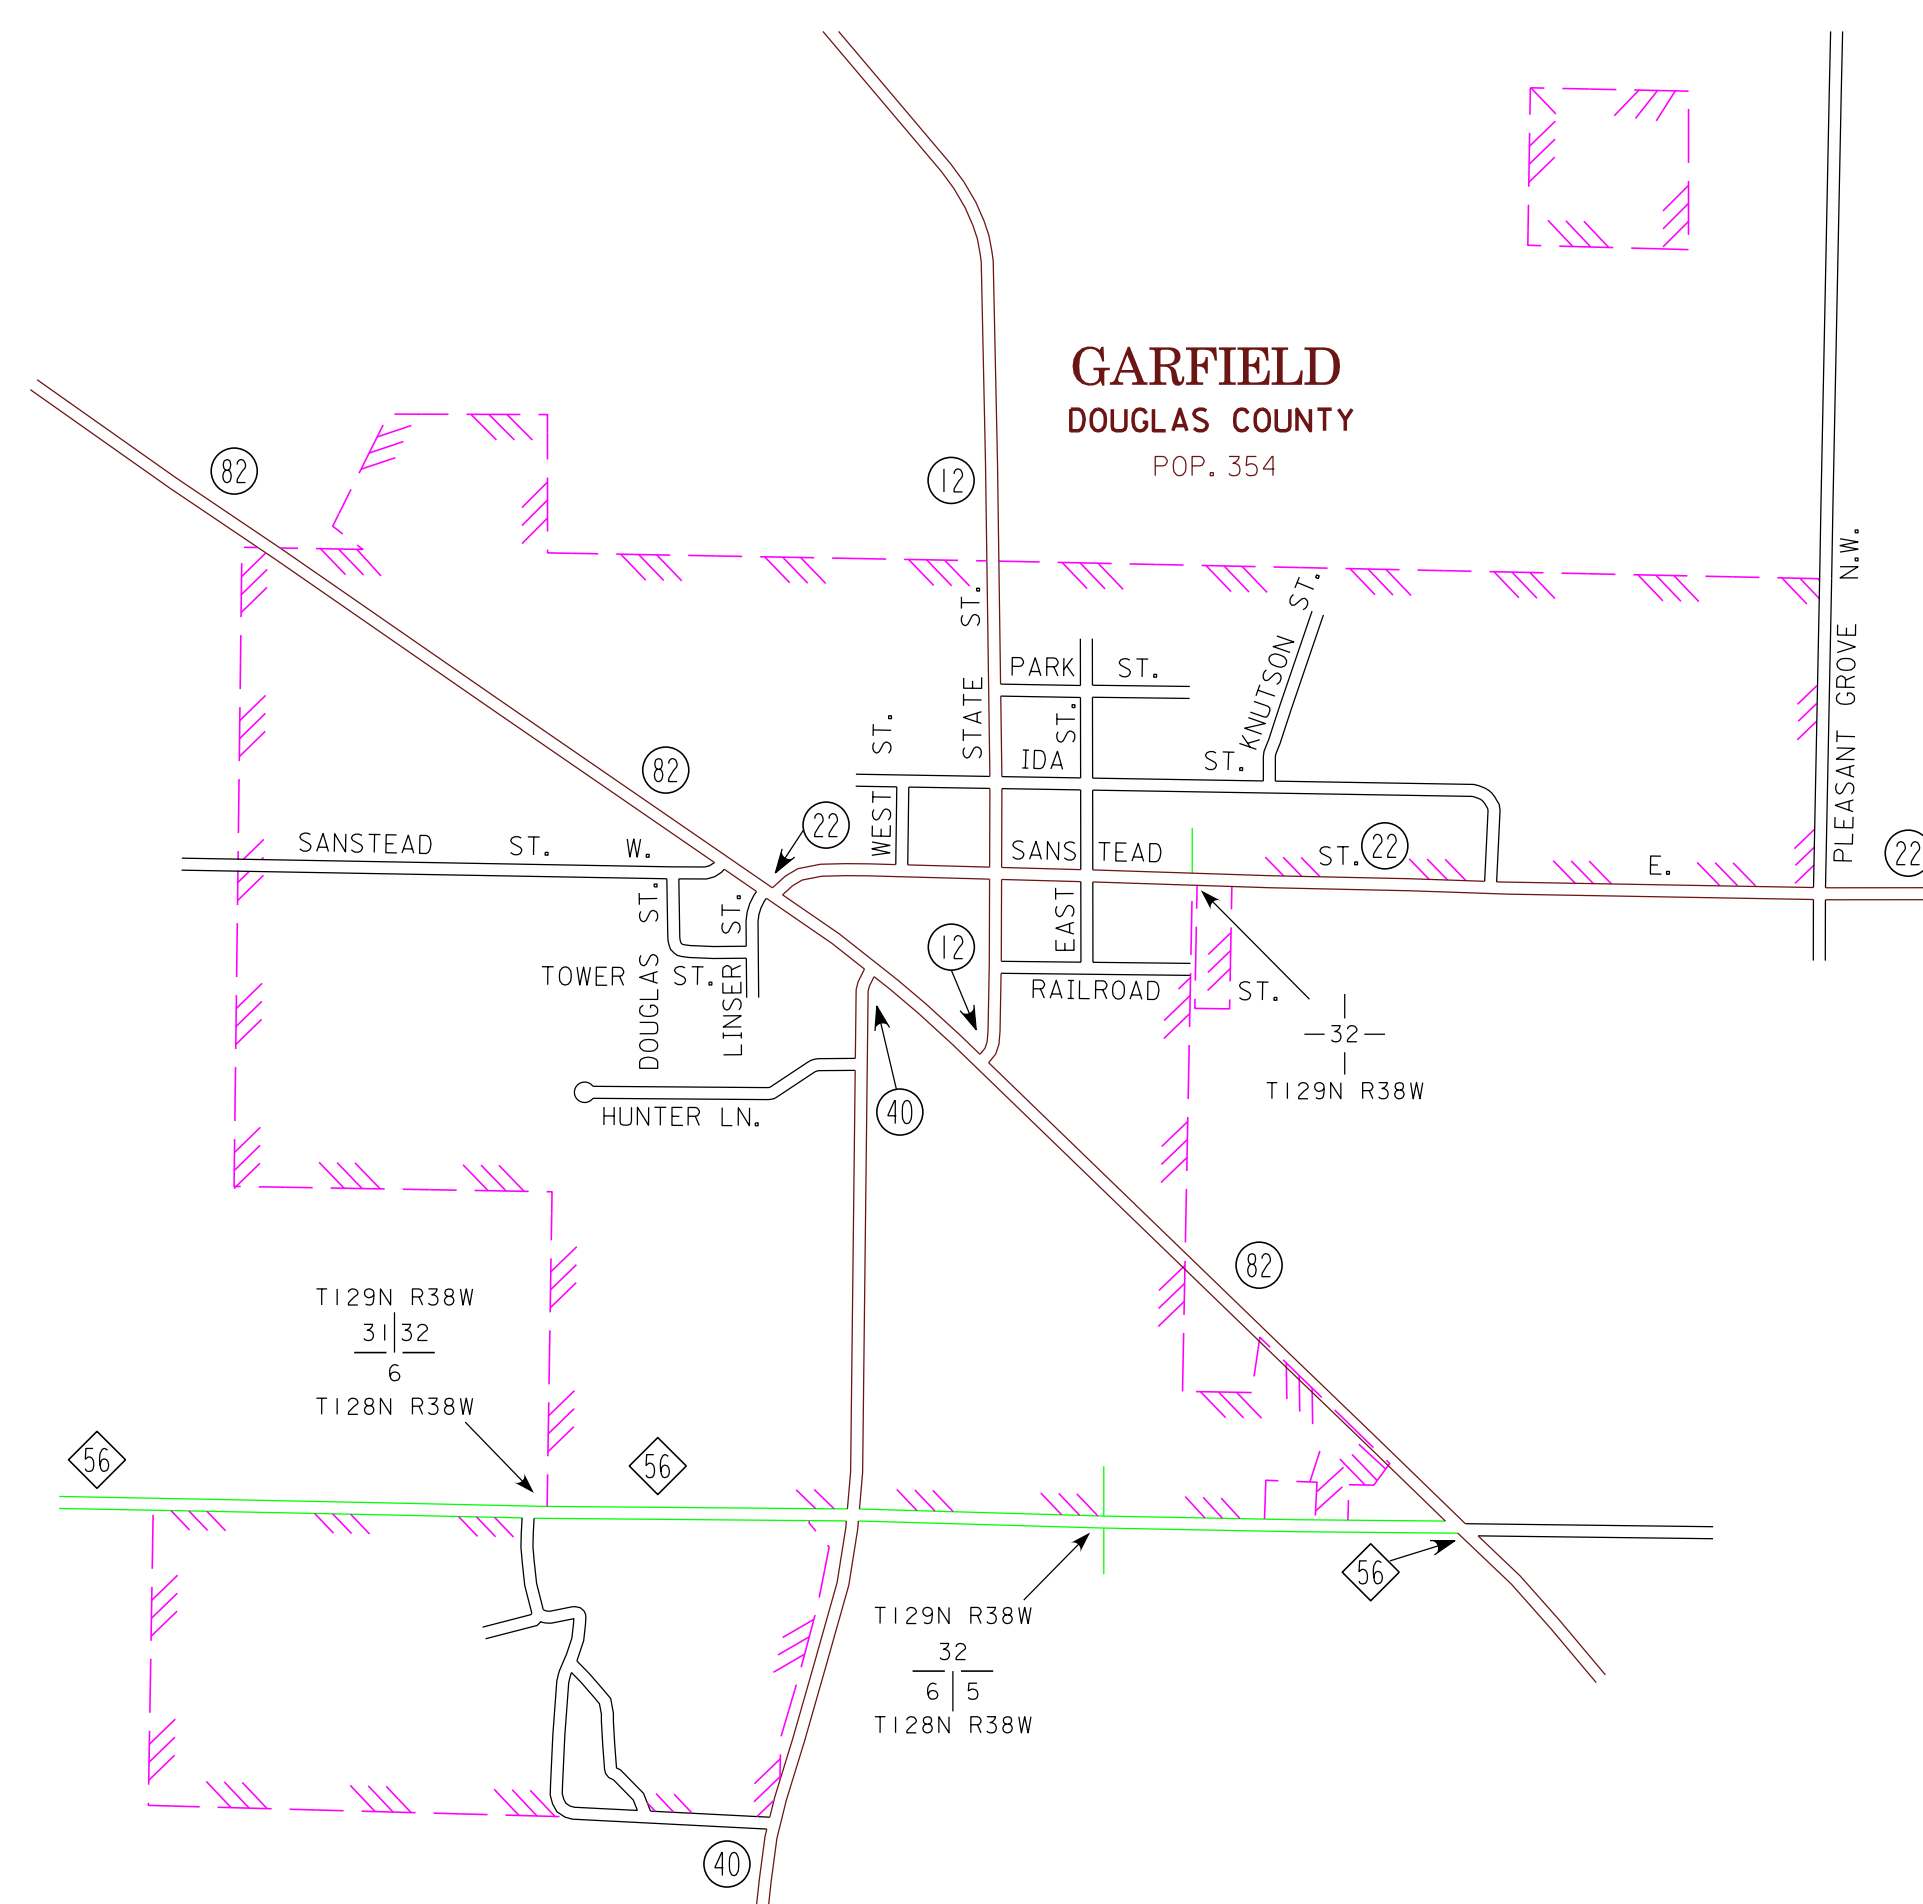 GARFIELD
DOUGLAS COUNTY
POP. 354
82
12
N.W.
PLEASANT GROVE
STATE ST.
PARK ST.
KNUTSON ST.
WEST ST.
IDA ST.
EAST ST.
82
22
SANSTEAD ST. W.
SANSTEAD ST. E.
22
22
DOUGLAS ST.
LINSER ST.
TOWER ST.
12
RAILROAD ST.
32
T129N R38W
HUNTER LN.
40
82
T129N R38W
31 32
6
T128N R38W
56
56
56
T129N R38W
32
6 5
T128N R38W
40